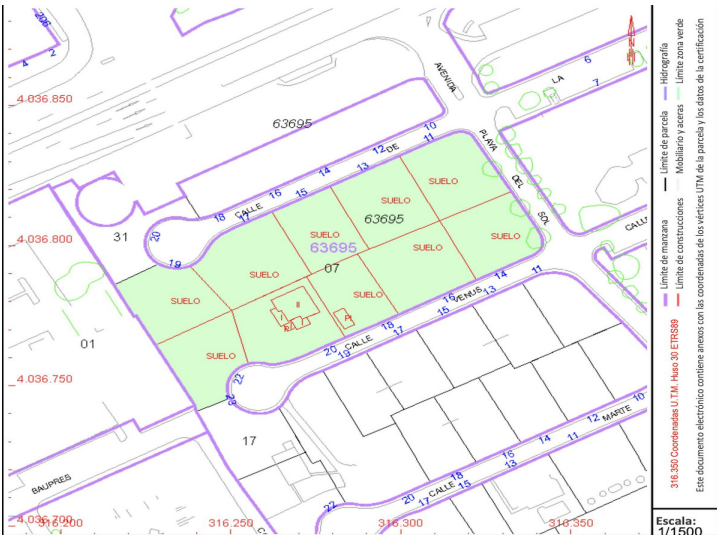 206
4 2
4.036.850
AVENIDA
LA
6
7
63695
10
12 DE
11
PLAYA
DEL
SOL
14
13
16
15
18
CALLE
17
20
19
31
SUELO
SUELO
63695
63695
07
SUELO
SUELO
SUELO
SUELO
SUELO
SUELO
4.036.800
CALL
II
I
I
PI
01
VENUS
16
14
11
13
15
18
17
20
CALLE
19
22
23
4.036.750
17
BAUPRES
MARTE
10
12
11
14
13
16
18
15
CALLE
20
17
22
4.036.700
316.200
316.250
316.300
316.350
316.350 Coordenadas U.T.M. Huso 30 ETRS89
Límite de manzana
Límite de parcela
Hidrografía
Límite de construcciones
Mobiliario y aceras
Límite zona verde
Este documento electrónico contiene anexos con las coordenadas de los vértices UTM de la parcela y los datos de la certificación
Escala:
1/1500